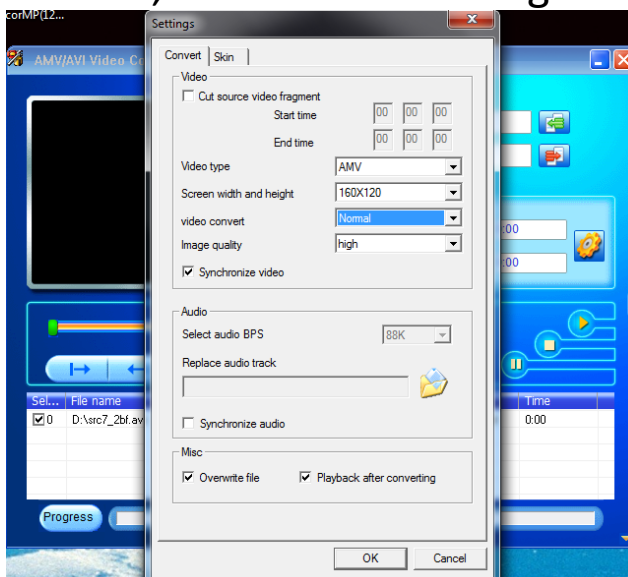 corMP(12...
Settings
AMV/AVI Video Co
Convert Skin
Video
Cut source video fragment
Start time 00 00 00
End time 00 00 00
Video type AMV
Screen width and height 160X120
video convert Normal
Image quality high
Synchronize video
:00
:00
Audio
Select audio BPS 88K
Replace audio track
Synchronize audio
Sel... File name Time
0 D:\src7_2bf.av 0:00
Misc
Overwrite file Playback after converting
Progress
OK Cancel